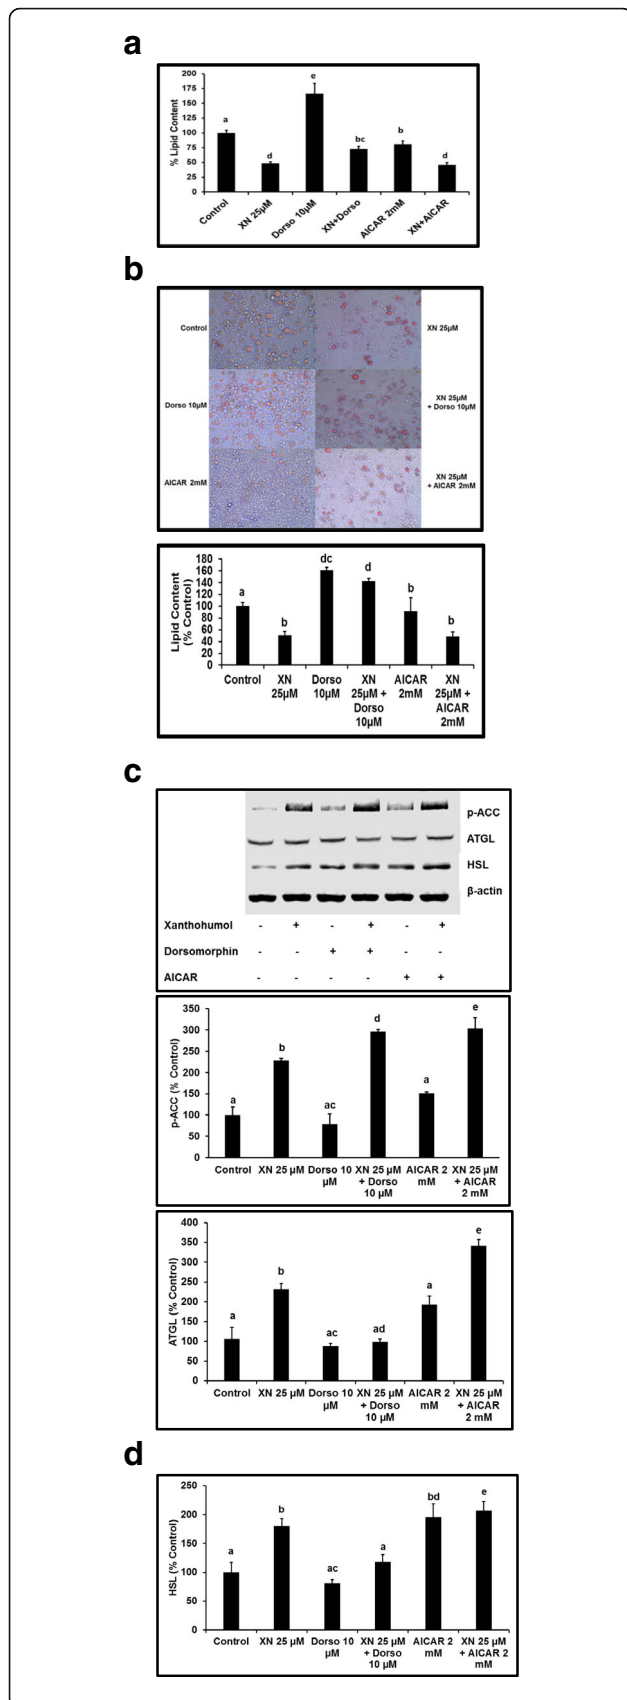 a
200
175
150
125
100
75
50
25
0
% Lipid Content
a
d
e
bc
b
d
Control
XN 25µM
Dorso 10µM
XN+Dorso
AICAR 2mM
XN+AICAR
b
Control
XN 25µM
Dorso 10µM
XN 25µM
+ Dorso 10µM
AICAR 2mM
XN 25µM
+ AICAR 2mM
180
160
140
120
100
80
60
40
20
0
Lipid Content
(% Control)
a
b
dc
d
b
b
Control
XN
25µM
Dorso
10µM
XN
25µM +
Dorso
10µM
AICAR
2mM
XN
25µM +
AICAR
2mM
c
p-ACC
ATGL
HSL
β-actin
Xanthohumol - + - + - +
Dorsomorphin - - + + - -
AICAR - - - - + +
350
300
250
200
150
100
50
0
p-ACC (% Control)
a
b
ac
d
a
e
Control
XN 25 µM
Dorso 10
µM
XN 25 µM
+ Dorso
10 µM
AICAR 2
mM
XN 25 µM
+ AICAR
2 mM
400
350
300
250
200
150
100
50
0
ATGL (% Control)
a
b
ac
ad
a
e
Control
XN 25 µM
Dorso 10
µM
XN 25 µM
+ Dorso
10 µM
AICAR 2
mM
XN 25 µM
+ AICAR
2 mM
d
250
200
150
100
50
0
HSL (% Control)
a
b
ac
a
bd
e
Control
XN 25 µM
Dorso 10
µM
XN 25 µM
+ Dorso
10 µM
AICAR 2
mM
XN 25 µM
+ AICAR 2
mM